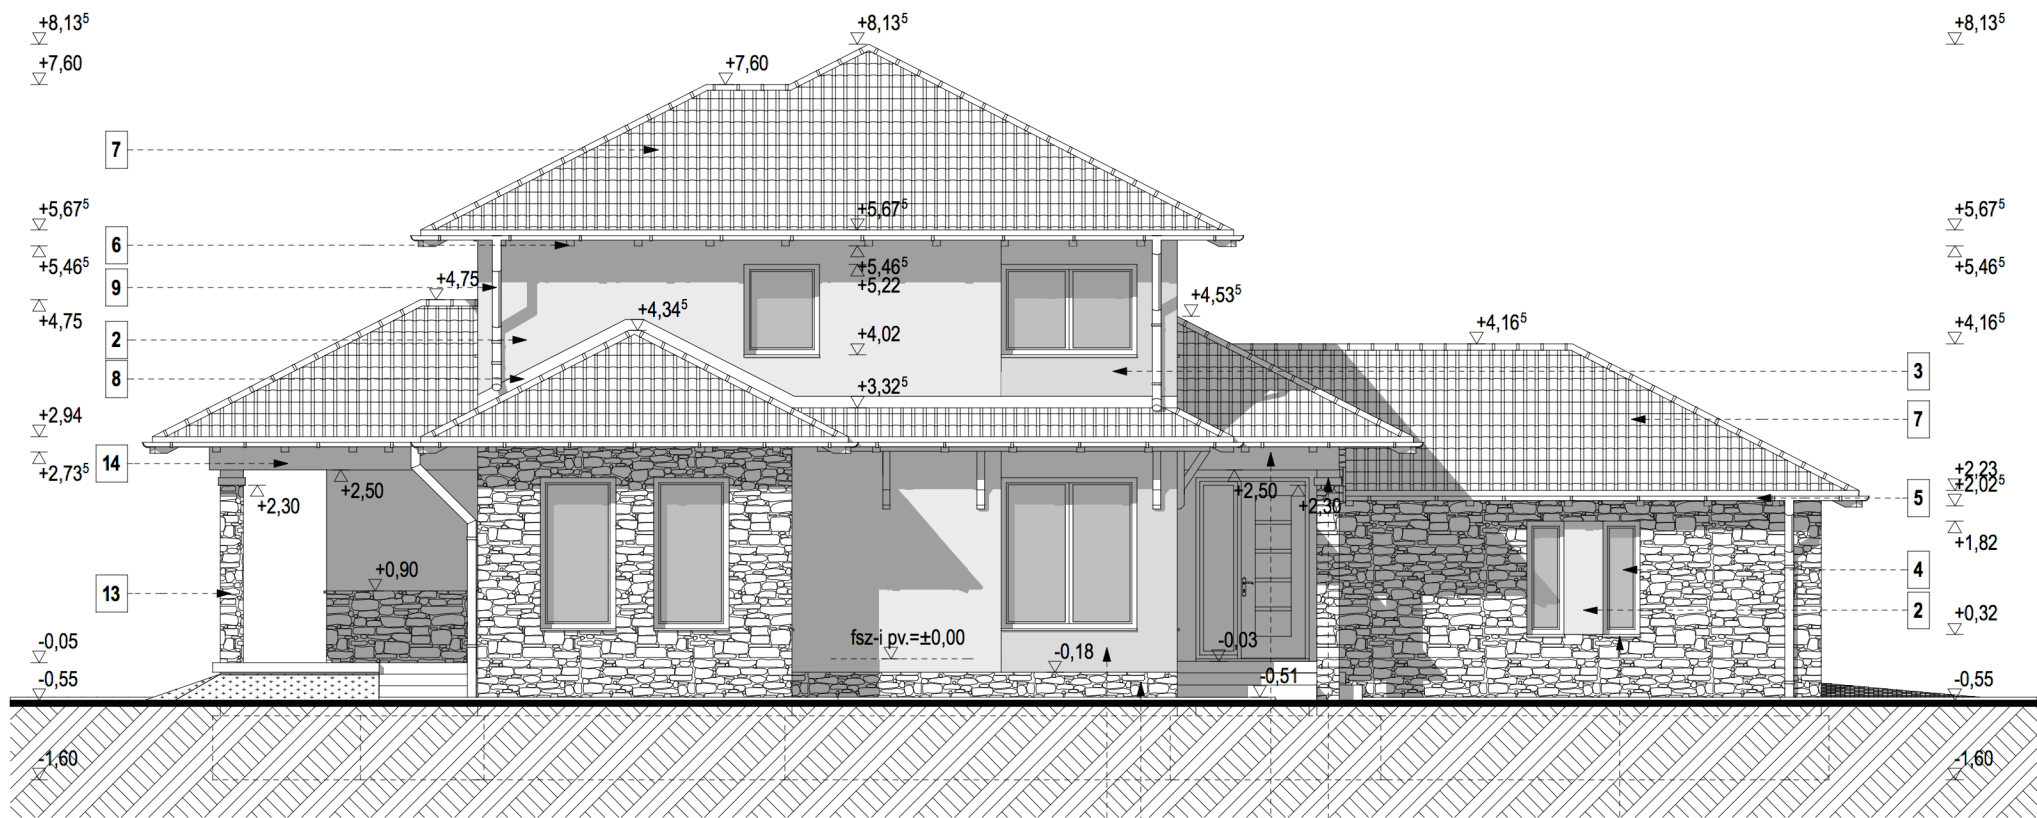 +8,13⁵ +8,13⁵ +8,13⁵
+7,60 +7,60
7
+5,67⁵ +5,67⁵ +5,67⁵
6
+5,46⁵ +5,46⁵ +5,46⁵
9 +4,75 +5,22
+4,75 +4,34⁵ +4,53⁵ +4,16⁵ +4,16⁵
2 +4,02
8 3
+2,94 +3,32⁵ 7
14
+2,73⁵ +2,50 +2,50 +2,23
+2,30 +2,30 5 +2,02⁵
+1,82
+0,90 4
13
2 +0,32
-0,05 fsz-i pv.=±0,00 -0,03
-0,18
-0,55 -0,51 -0,55
-1,60 -1,60